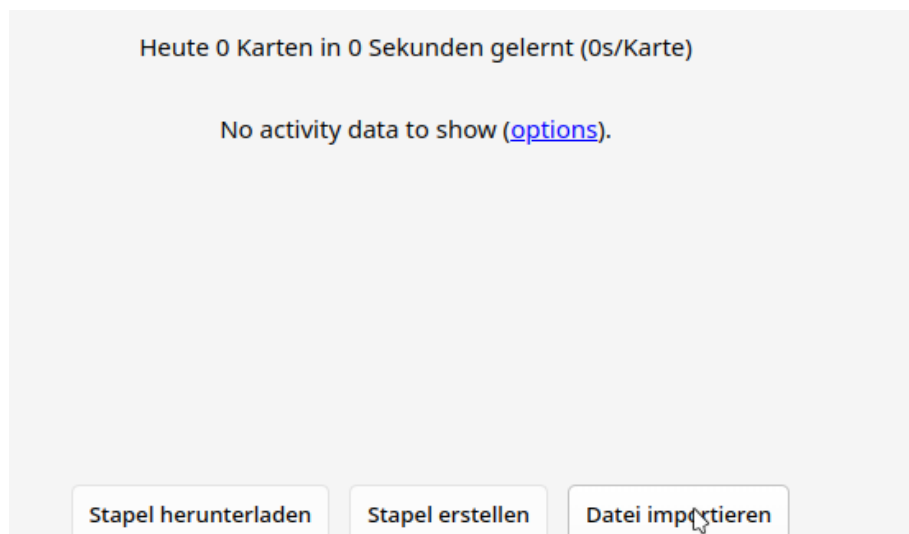 Heute 0 Karten in 0 Sekunden gelernt (0s/Karte)
No activity data to show (options).
Stapel herunterladen Stapel erstellen Datei importieren